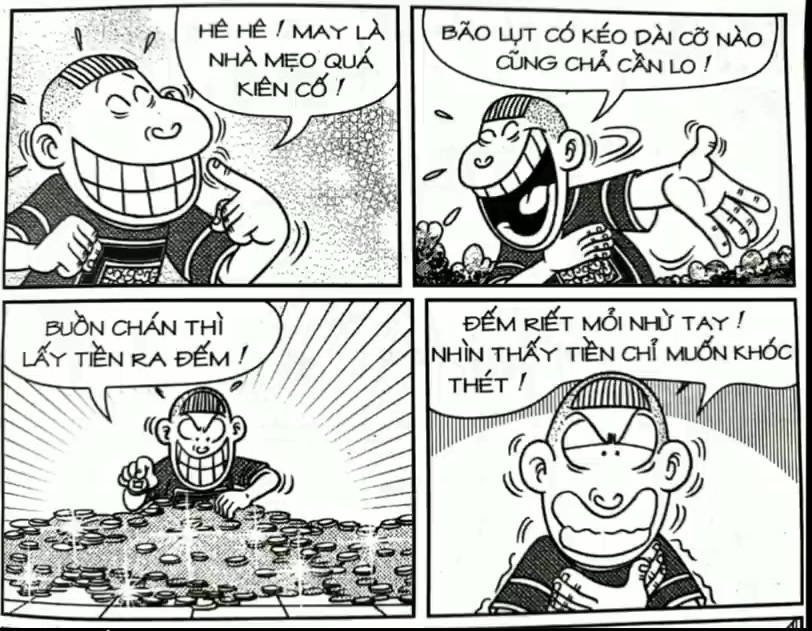 HÊ HÊ! MAY LÀ
NHÀ MẸO QUÁ
KIÊN CỐ!
BÃO LỤT CÓ KÉO DÀI CỠ NÀO
CŨNG CHẢ CẦN LO!
BUỒN CHÁN THÌ
LẤY TIỀN RA ĐẾM!
ĐẾM RIẾT MỎI NHỪ TAY!
NHÌN THẤY TIỀN CHỈ MUỐN KHÓC
THÉT!